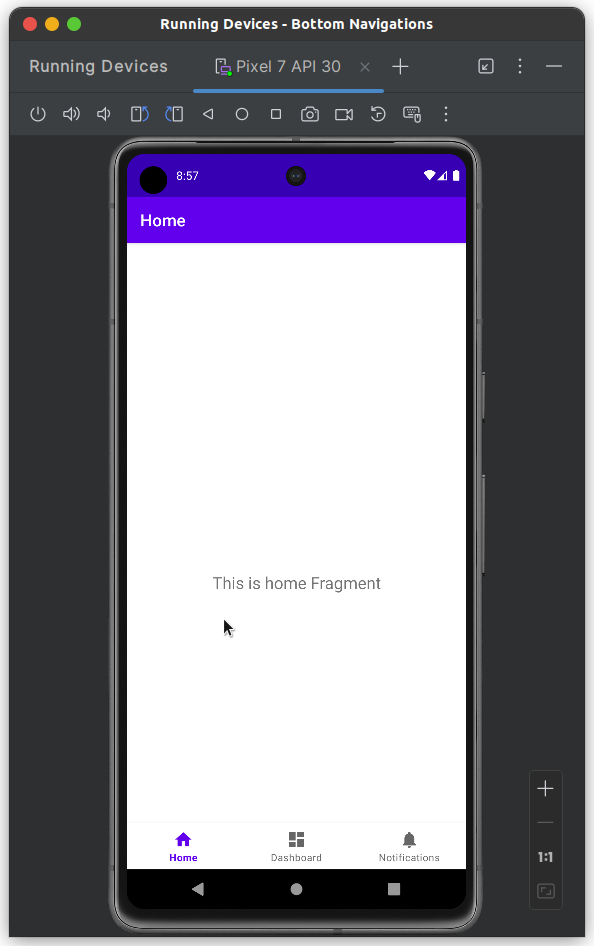 Running Devices - Bottom Navigations
Running Devices
Pixel 7 API 30
8:57
Home
This is home Fragment
Home Dashboard Notifications
1:1